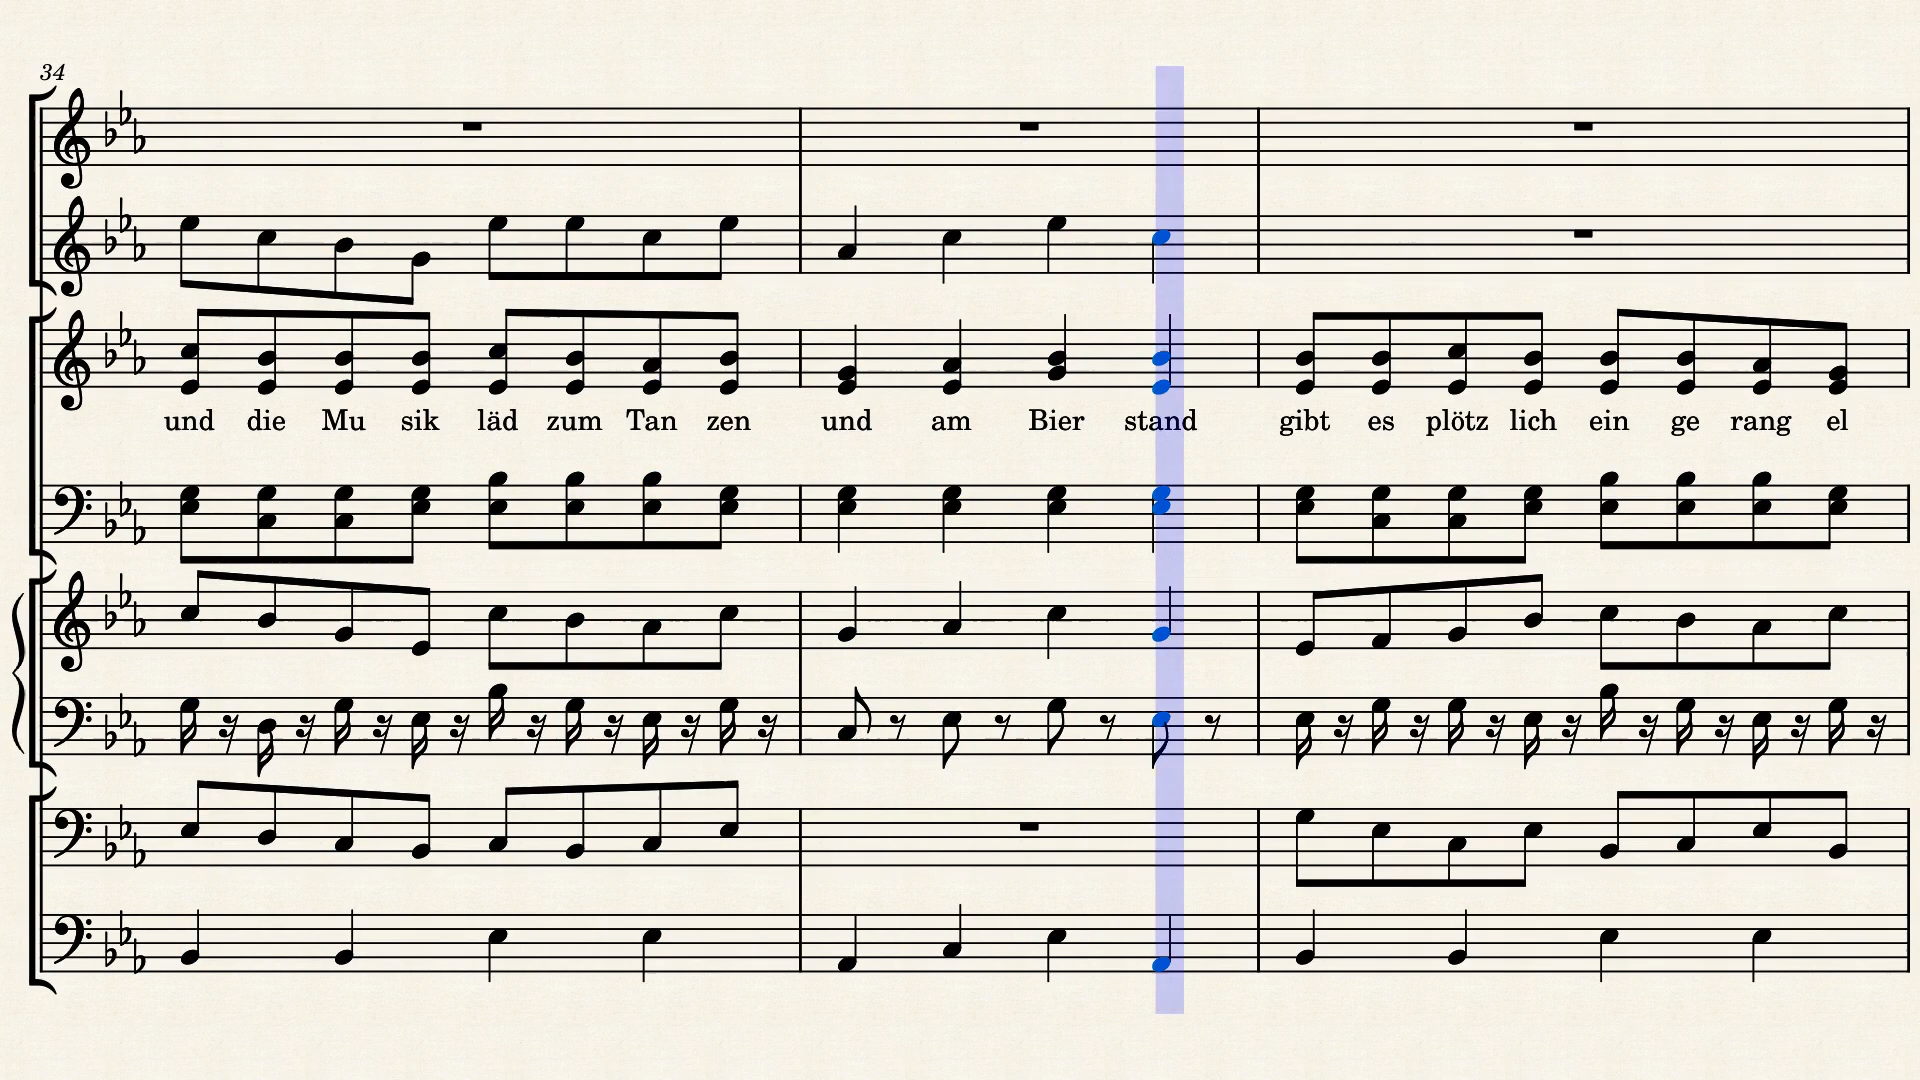 34
und die Mu sik läd zum Tan zen und am Bier stand gibt es plötz lich ein ge rang el